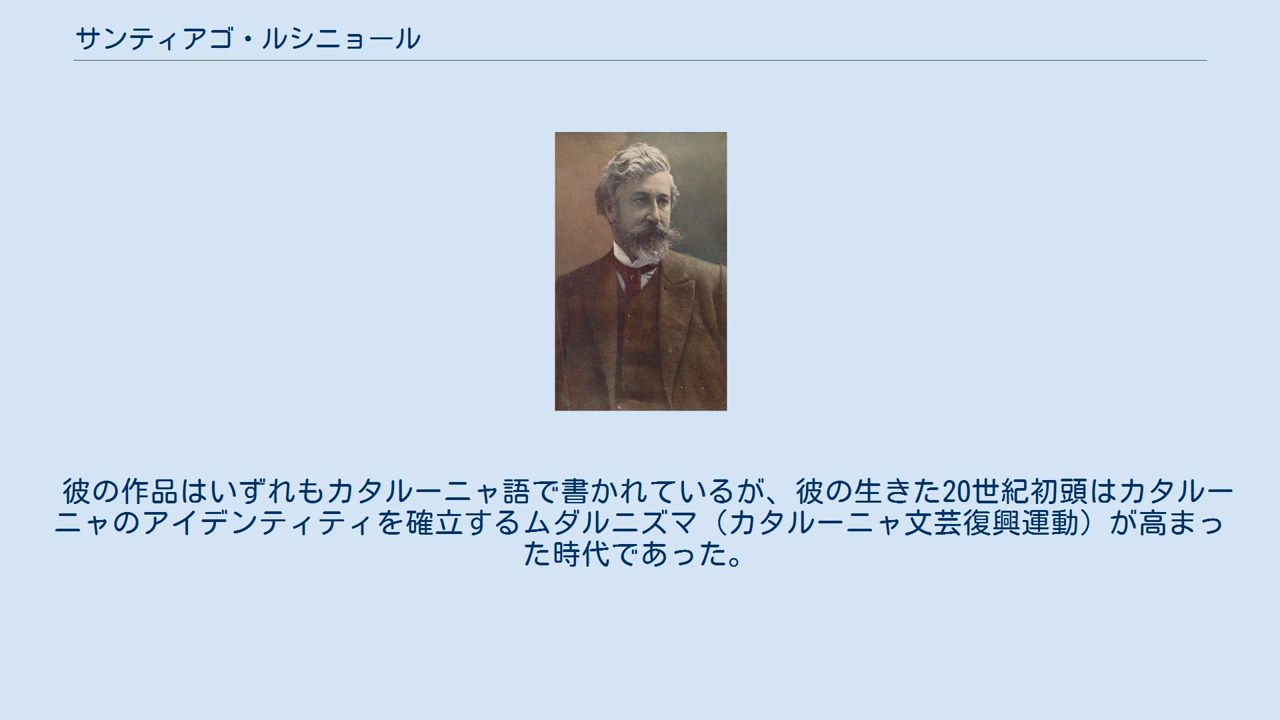 サンティアゴ・ルシニョール
彼の作品はいずれもカタルーニャ語で書かれているが、彼の生きた20世紀初頭はカタルー
ニャのアイデンティティを確立するムダルニズマ（カタルーニャ文芸復興運動）が高まっ
た時代であった。